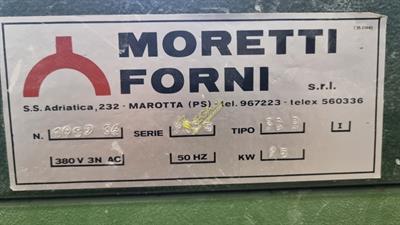 MORETTI
FORNI s.r.l.
S.S. Adriatica, 232 - MAROTTA (PS) - tel. 967223 - telex 560336
N. SERIE TIPO I
380 V 3N AC 50 HZ KW